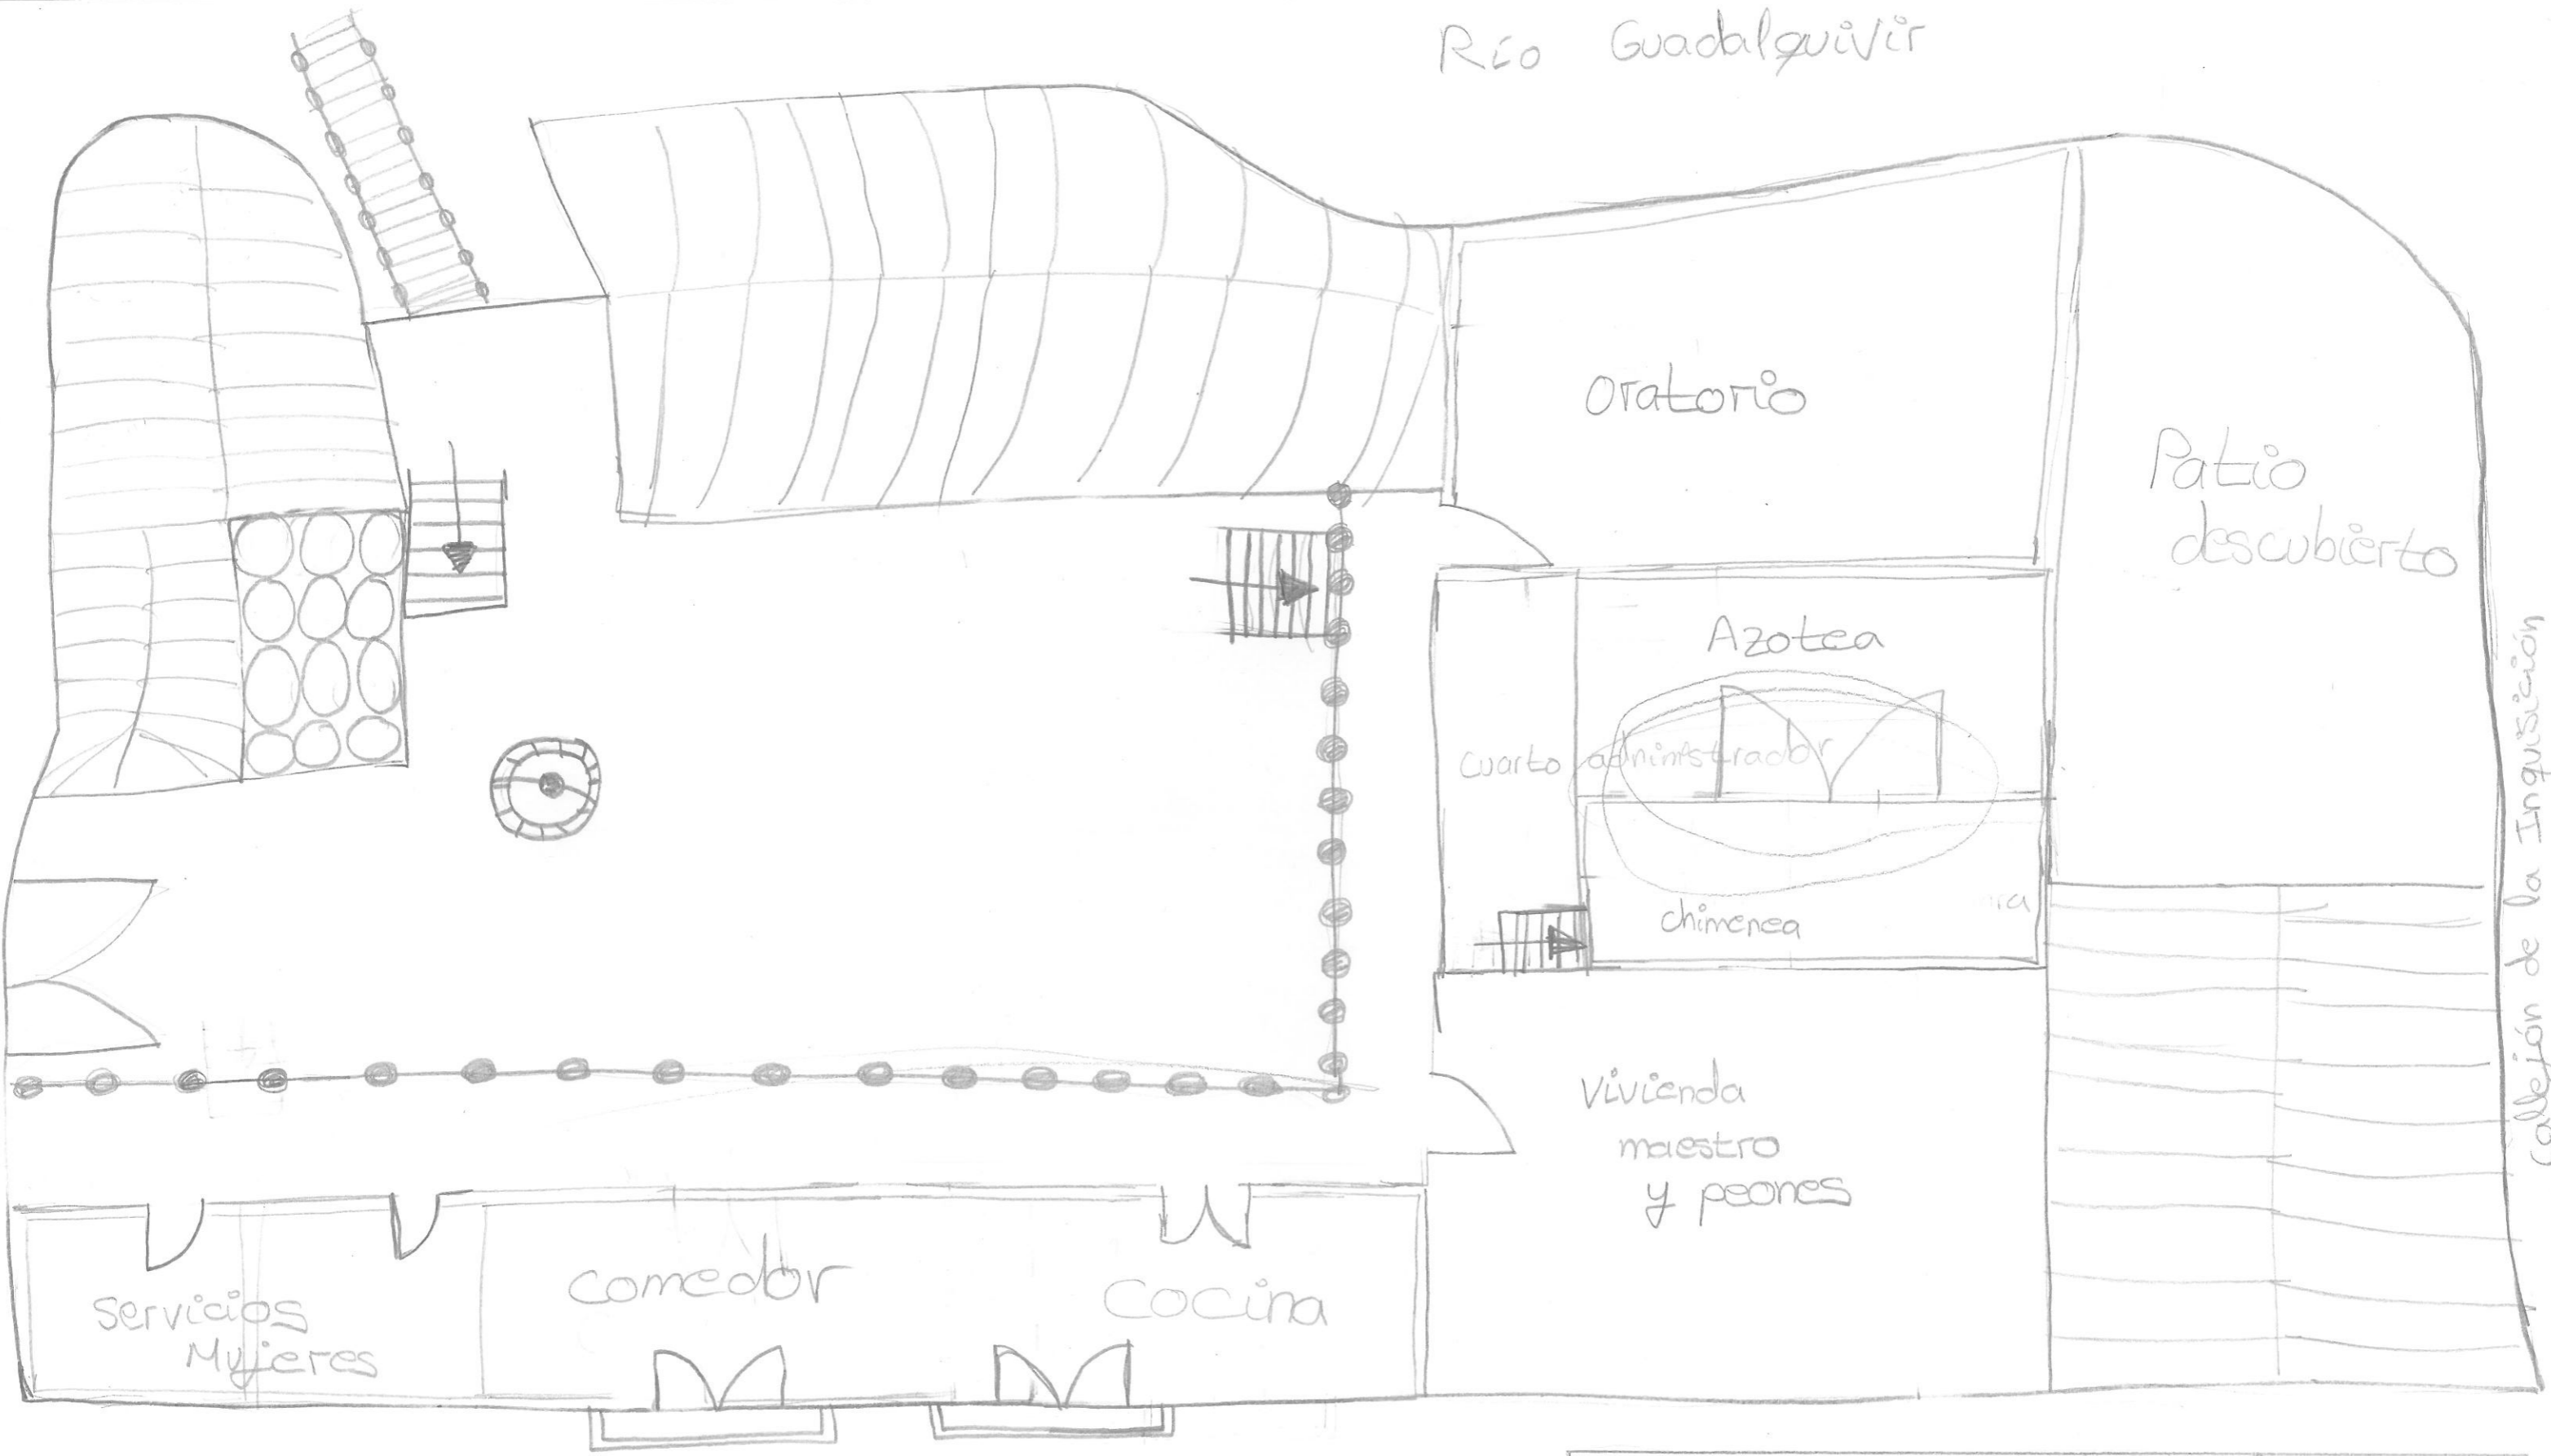 Río Guadalquivir
Oratorio
Patio
descubierto
Azotea
Cuarto administrador
chimenea
Callejón de la Inquisición
Vivienda
maestro
y peones
Servicios
Mujeres
Comedor
Cocina